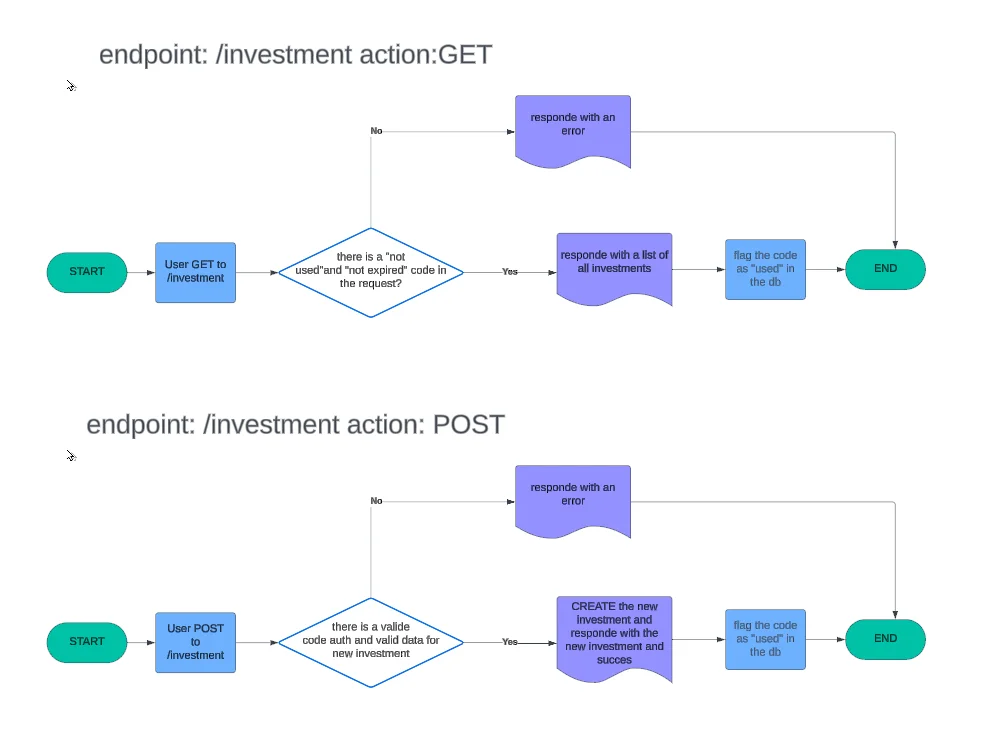 endpoint: /investment action:GET
responde with an
error
No
START
User GET to
/investment
there is a "not
used"and "not expired" code in
the request?
Yes
responde with a list of
all investments
flag the code
as "used" in
the db
END
endpoint: /investment action: POST
responde with an
error
No
START
User POST
to
/investment
there is a valide
code auth and valid data for
new investment
Yes
CREATE the new
investment and
responde with the
new investment and
succes
flag the code
as "used" in
the db
END